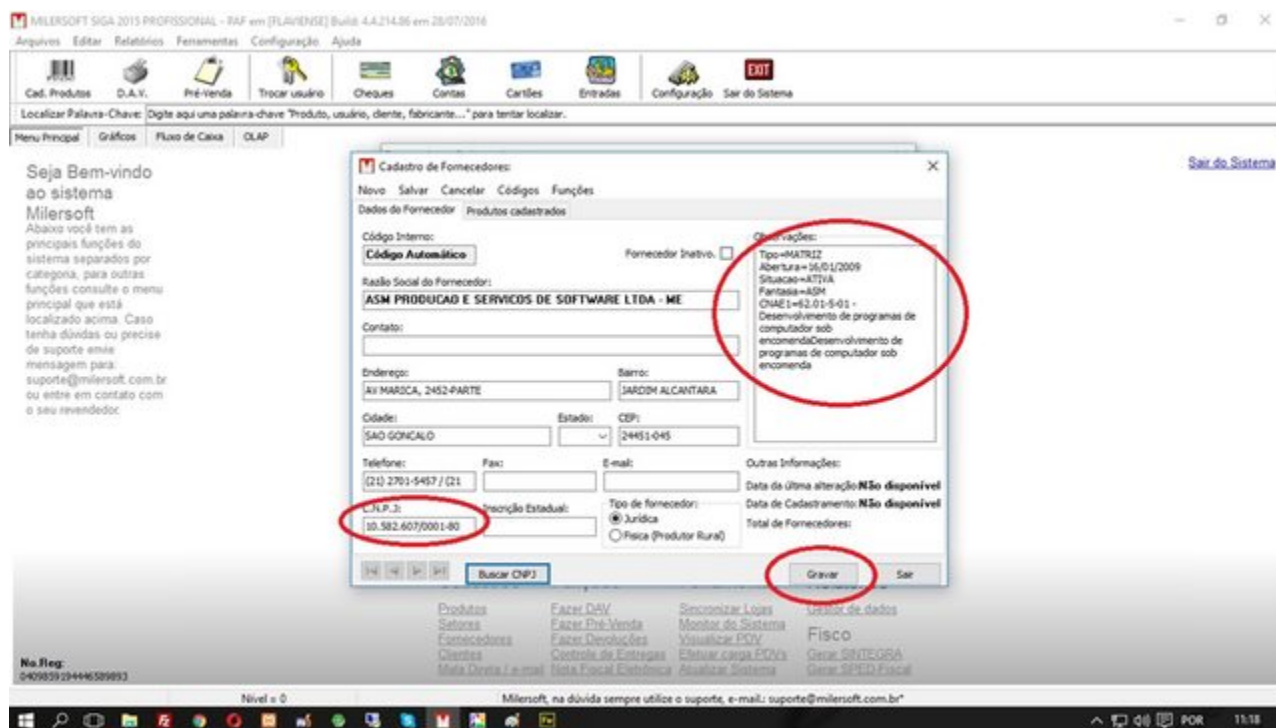 MILERSOFT SIGA 2015 PROFISSIONAL - PAF em [FLAVIENSE] Build: 4.4.214.86 em 28/07/2016
Arquivos Editar Relatórios Ferramentas Configuração Ajuda
Cad. Produtos D.A.V. Pré-Venda Trocar usuário Cheques Contas Cartões Entradas Configuração Sair do Sistema
EXIT
Localizar Palavra-Chave: Digite aqui uma palavra-chave "Produto, usuário, cliente, fabricante..." para tentar localizar.
Menu Principal Gráficos Fluxo de Caixa OLAP
Sair do Sistema
Seja Bem-vindo
ao sistema
Milersoft
Abaixo você tem as
principais funções do
sistema separados por
categoria, para outras
funções consulte o menu
principal que está
localizado acima. Caso
tenha dúvidas ou precise
de suporte envie
mensagem para:
suporte@milersoft.com.br
ou entre em contato com
o seu revendedor.
Cadastro de Fornecedores:
Novo Salvar Cancelar Códigos Funções
Dados do Fornecedor Produtos cadastrados
Código Interno:
Código Automático
Fornecedor Inativo.
Razão Social do Fornecedor:
ASM PRODUCAO E SERVICOS DE SOFTWARE LTDA - ME
Contato:
Endereço: Bairro:
AV MARICA, 2452-PARTE JARDIM ALCANTARA
Cidade: Estado: CEP:
SAO GONCALO 24451-045
Telefone: Fax: E-mail:
(21) 2701-5457 / (21
C.N.P.J: Inscrição Estadual: Tipo de fornecedor:
10.582.607/0001-80
Jurídica
Física (Produtor Rural)
Observações:
Tipo=MATRIZ
Abertura=16/01/2009
Situacao=ATIVA
Fantasia=ASM
CNAE1=62.01-5-01 -
Desenvolvimento de programas de
computador sob
encomendaDesenvolvimento de
programas de computador sob
encomenda
Outras Informações:
Data da última alteração:Não disponível
Data de Cadastramento:Não disponível
Total de Fornecedores:
Buscar CNPJ Gravar Sair
Produtos Fazer DAV Sincronizar Lojas Gestor de dados
Setores Fazer Pré-Venda Monitor do Sistema
Fornecedores Fazer Devoluções Visualizar PDV Fisco
Clientes Controle de Entregas Efetuar carga PDVs Gerar SINTEGRA
Mala Direta / e-mail Nota Fiscal Eletrônica Atualizar Sistema Gerar SPED Fiscal
No.Reg:
0409859194446589893
Nível = 0 Milersoft, na dúvida sempre utilize o suporte, e-mail.: suporte@milersoft.com.br"
POR 11:18